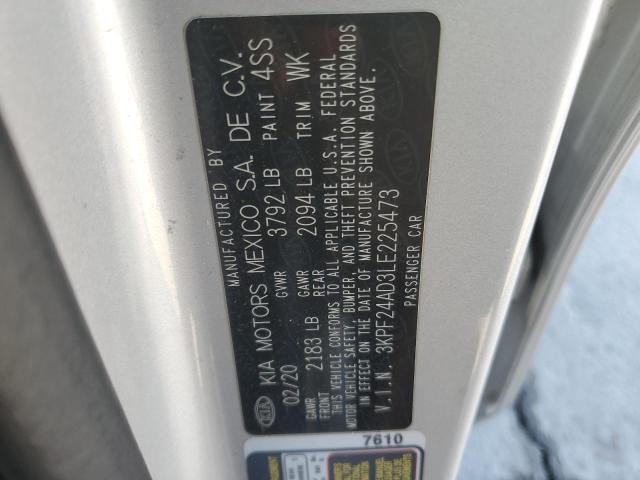 MANUFACTURED BY
KIA MOTORS MEXICO S.A. DE C.V.
02/20 GVWR 3792 LB PAINT 4SS
GAWR FRONT 2183 LB GAWR REAR 2094 LB TRIM WK
THIS VEHICLE CONFORMS TO ALL APPLICABLE U.S.A. FEDERAL
MOTOR VEHICLE SAFETY, BUMPER, AND THEFT PREVENTION STANDARDS
IN EFFECT ON THE DATE OF MANUFACTURE SHOWN ABOVE.
V.I.N. 3KPF24AD3LE225473
PASSENGER CAR
KIA
7610